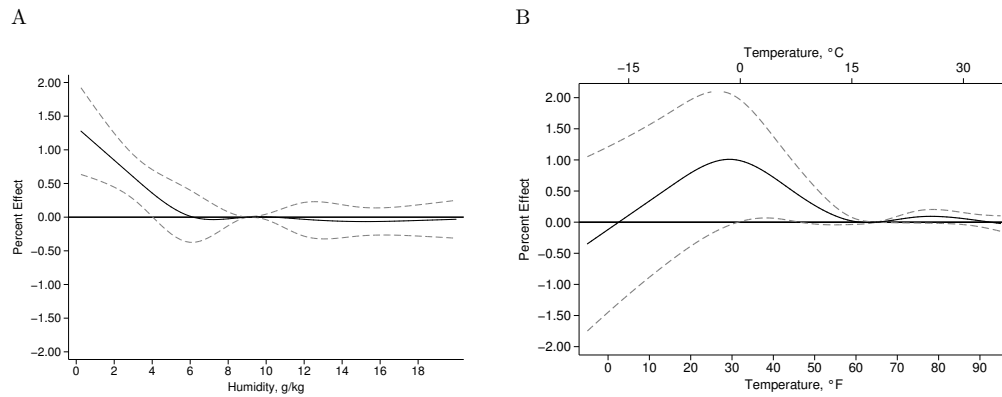 A
2.00
1.50
1.00
0.50
0.00
−0.50
−1.00
−1.50
−2.00
Percent Effect
0 2 4 6 8 10 12 14 16 18
Humidity, g/kg
B
Temperature, °C
−15 0 15 30
2.00
1.50
1.00
0.50
0.00
−0.50
−1.00
−1.50
−2.00
Percent Effect
0 10 20 30 40 50 60 70 80 90
Temperature, °F